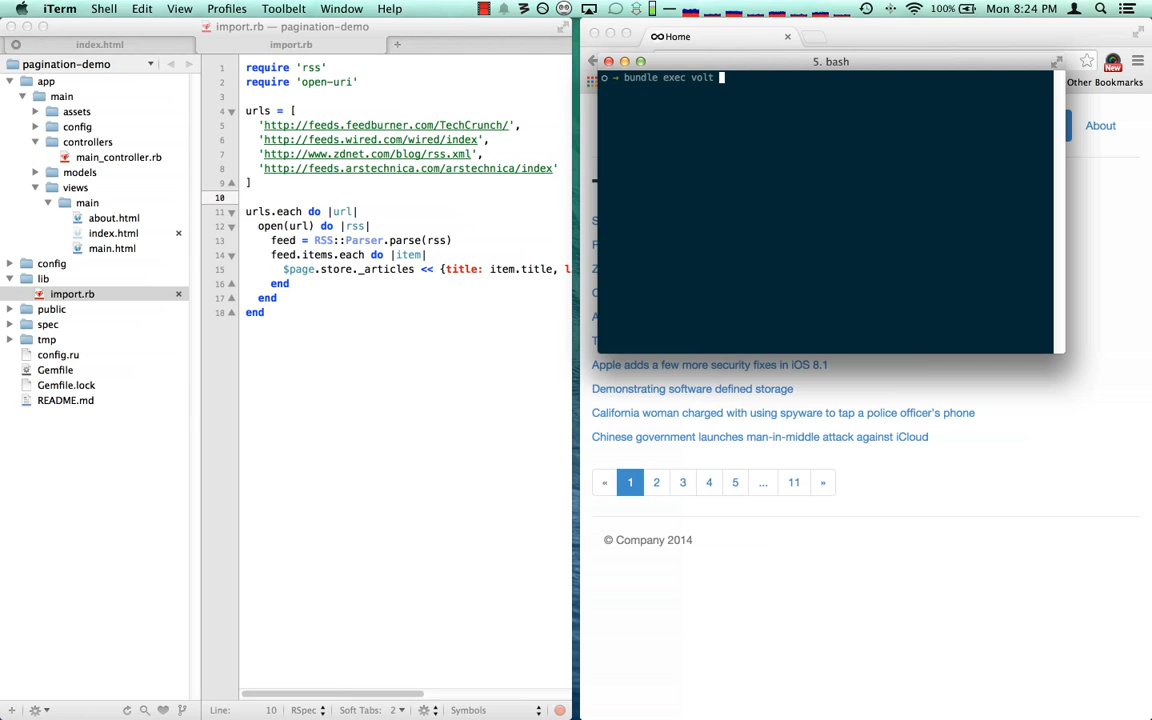 iTerm Shell Edit View Profiles Toolbelt Window Help 100% Mon 8:24 PM
import.rb — pagination-demo
index.html import.rb +
pagination-demo
app
main
assets
config
controllers
main_controller.rb
models
views
main
about.html
index.html ×
main.html
config
lib
import.rb ×
public
spec
tmp
config.ru
Gemfile
Gemfile.lock
README.md
1 require 'rss'
2 require 'open-uri'
3
4 urls = [
5 'http://feeds.feedburner.com/TechCrunch/',
6 'http://feeds.wired.com/wired/index',
7 'http://www.zdnet.com/blog/rss.xml',
8 'http://feeds.arstechnica.com/arstechnica/index'
9 ]
10
11 urls.each do |url|
12 open(url) do |rss|
13 feed = RSS::Parser.parse(rss)
14 feed.items.each do |item|
15 $page.store._articles << {title: item.title, l
16 end
17 end
18 end
Line: 10 RSpec Soft Tabs: 2 Symbols
Home ×
New
Other Bookmarks
5. bash
→ bundle exec volt
About
Apple adds a few more security fixes in iOS 8.1
Demonstrating software defined storage
California woman charged with using spyware to tap a police officer's phone
Chinese government launches man-in-middle attack against iCloud
« 1 2 3 4 5 ... 11 »
© Company 2014